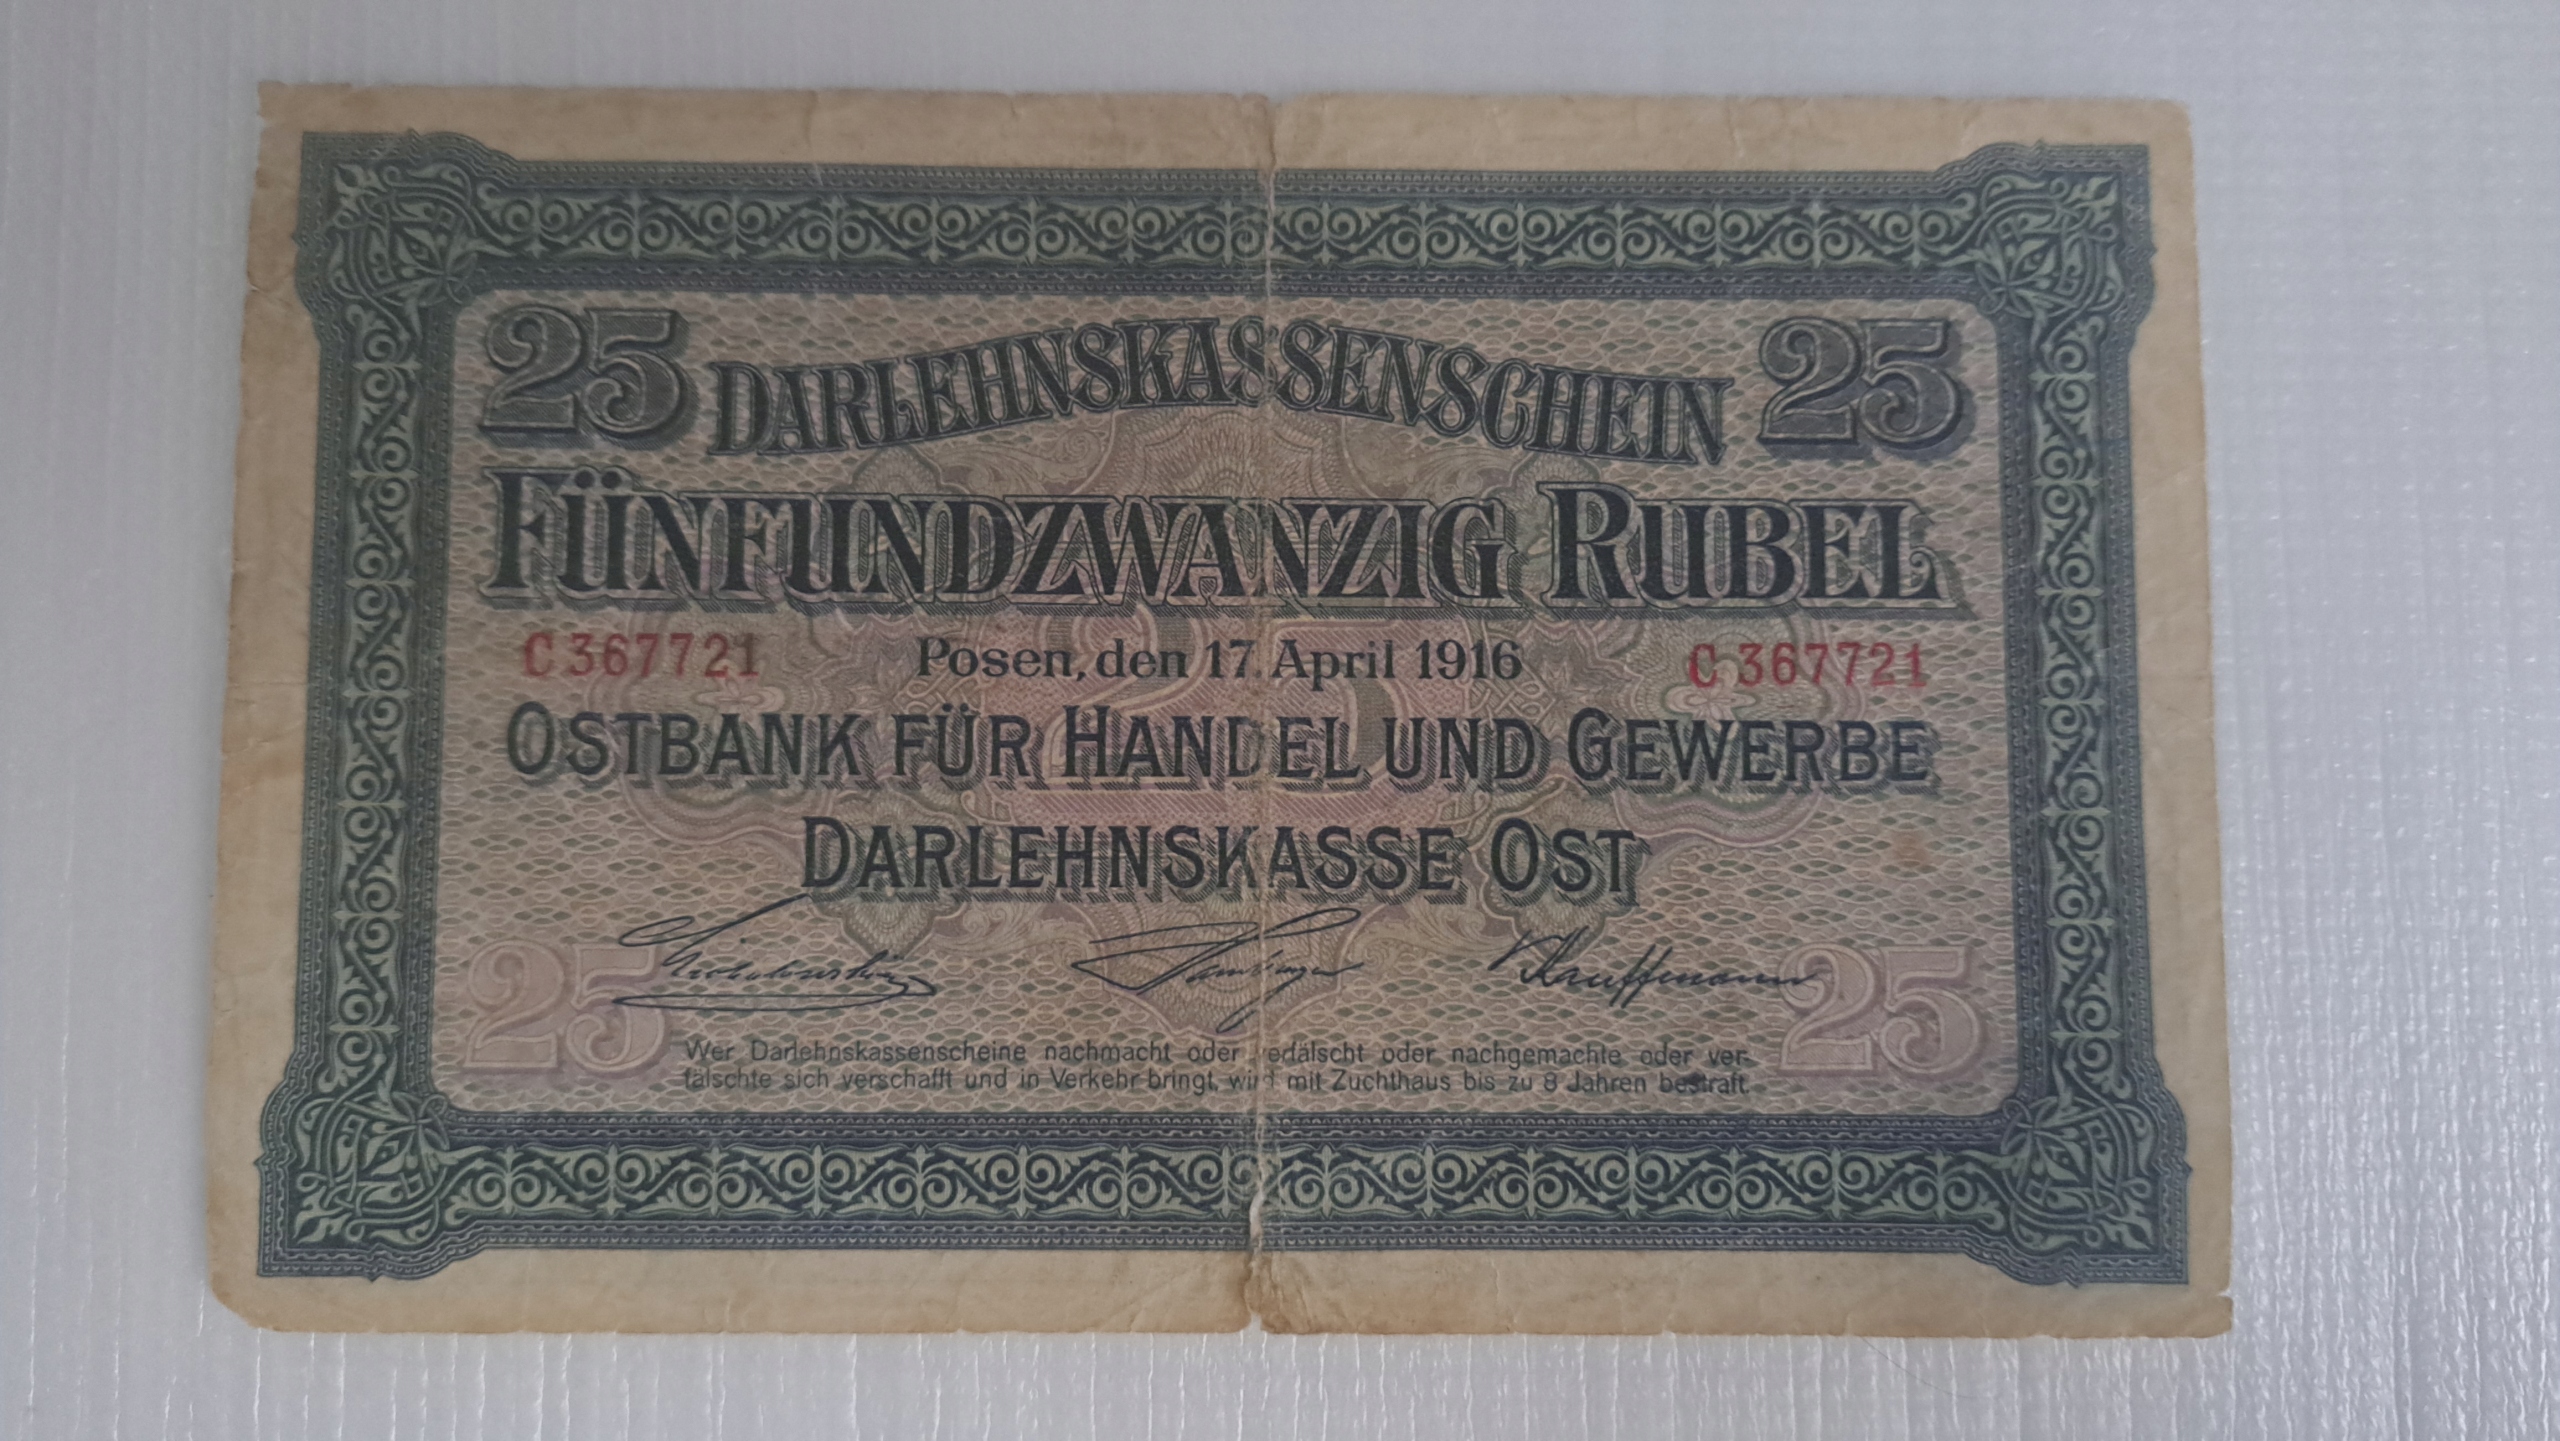 25 DARLEHNSKASSENSCHEIN 25
FÜNFUNDZWANZIG RUBEL
C 367721 Posen, den 17. April 1916 C 367721
OSTBANK FÜR HANDEL UND GEWERBE
DARLEHNSKASSE OST
25 Kauffmann 25
Wer Darlehnskassenscheine nachmacht oder verfälscht oder nachgemachte oder ver-
fälschte sich verschafft und in Verkehr bringt, wird mit Zuchthaus bis zu 8 Jahren bestraft.